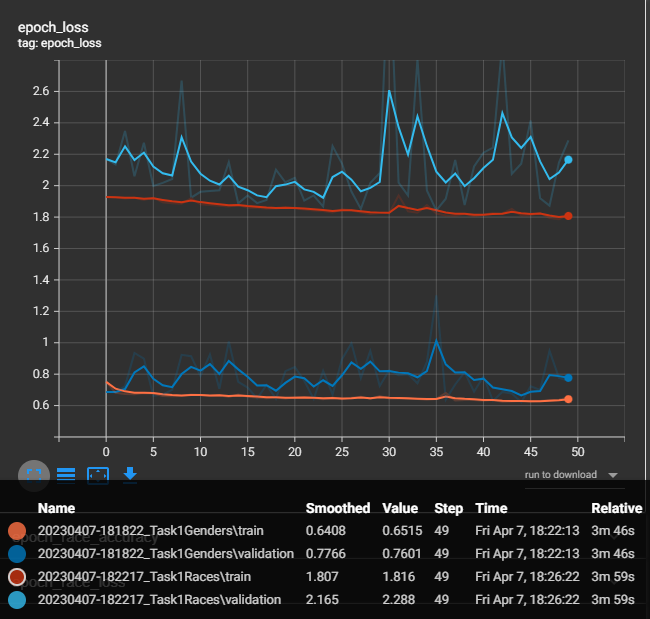 epoch_loss
tag: epoch_loss
2.6
2.4
2.2
2
1.8
1.6
1.4
1.2
1
0.8
0.6
0 5 10 15 20 25 30 35 40 45 50
run to download
Name Smoothed Value Step Time Relative
20230407-181822_Task1Genders\train 0.6408 0.6515 49 Fri Apr 7, 18:22:13 3m 46s
epoch_face_accuracy
20230407-181822_Task1Genders\validation 0.7766 0.7601 49 Fri Apr 7, 18:22:13 3m 46s
20230407-182217_Task1Races\train 1.807 1.816 49 Fri Apr 7, 18:26:22 3m 59s
epoch_face_loss
20230407-182217_Task1Races\validation 2.165 2.288 49 Fri Apr 7, 18:26:22 3m 59s